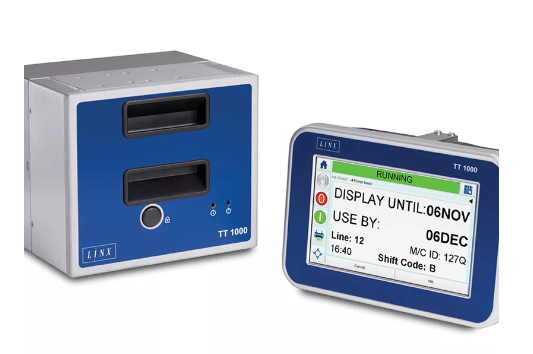 TT 1000
LINX
LINX
TT 1000
RUNNING
DISPLAY UNTIL:06NOV
USE BY: 06DEC
Line: 12 M/C ID: 127Q
16:40 Shift Code: B
Cancel OK